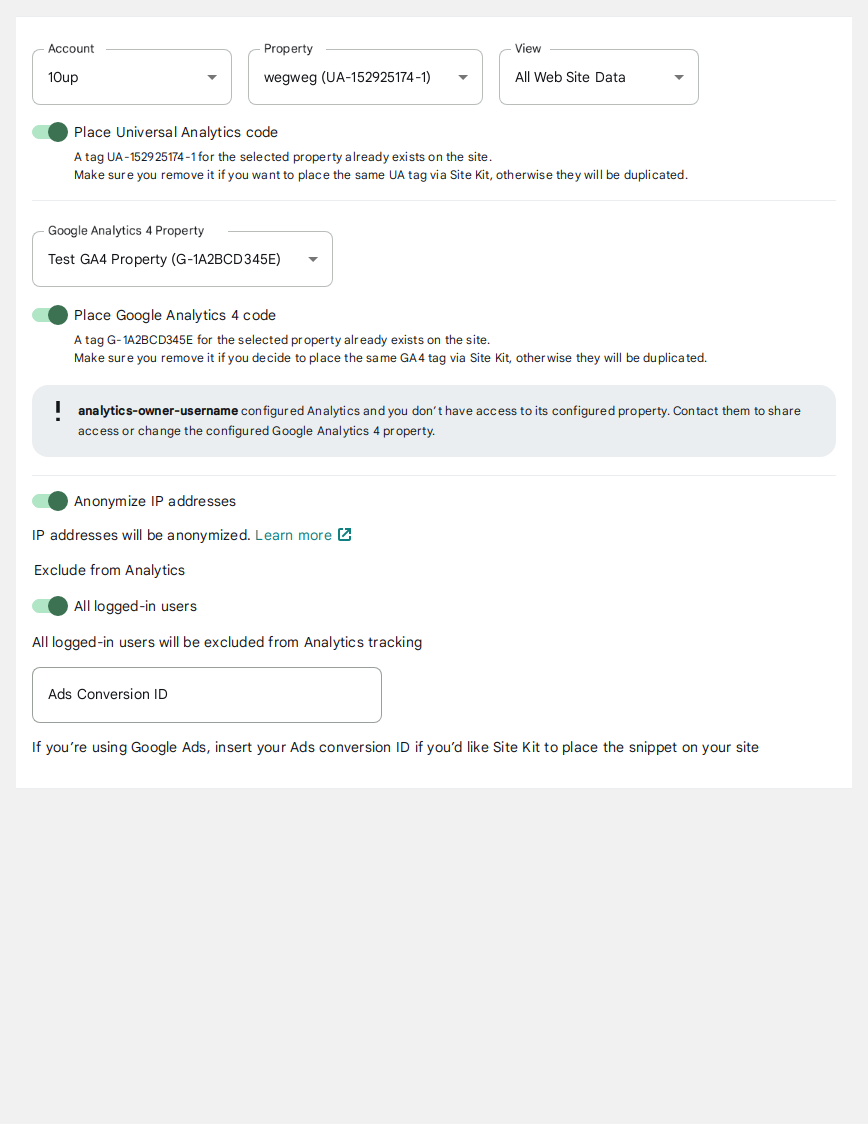 Account
Property
View
10up
wegweg (UA-152925174-1)
All Web Site Data
Place Universal Analytics code
A tag UA-152925174-1 for the selected property already exists on the site.
Make sure you remove it if you want to place the same UA tag via Site Kit, otherwise they will be duplicated.
Google Analytics 4 Property
Test GA4 Property (G-1A2BCD345E)
Place Google Analytics 4 code
A tag G-1A2BCD345E for the selected property already exists on the site.
Make sure you remove it if you decide to place the same GA4 tag via Site Kit, otherwise they will be duplicated.
analytics-owner-username configured Analytics and you don’t have access to its configured property. Contact them to share
access or change the configured Google Analytics 4 property.
Anonymize IP addresses
IP addresses will be anonymized. Learn more
Exclude from Analytics
All logged-in users
All logged-in users will be excluded from Analytics tracking
Ads Conversion ID
If you’re using Google Ads, insert your Ads conversion ID if you’d like Site Kit to place the snippet on your site